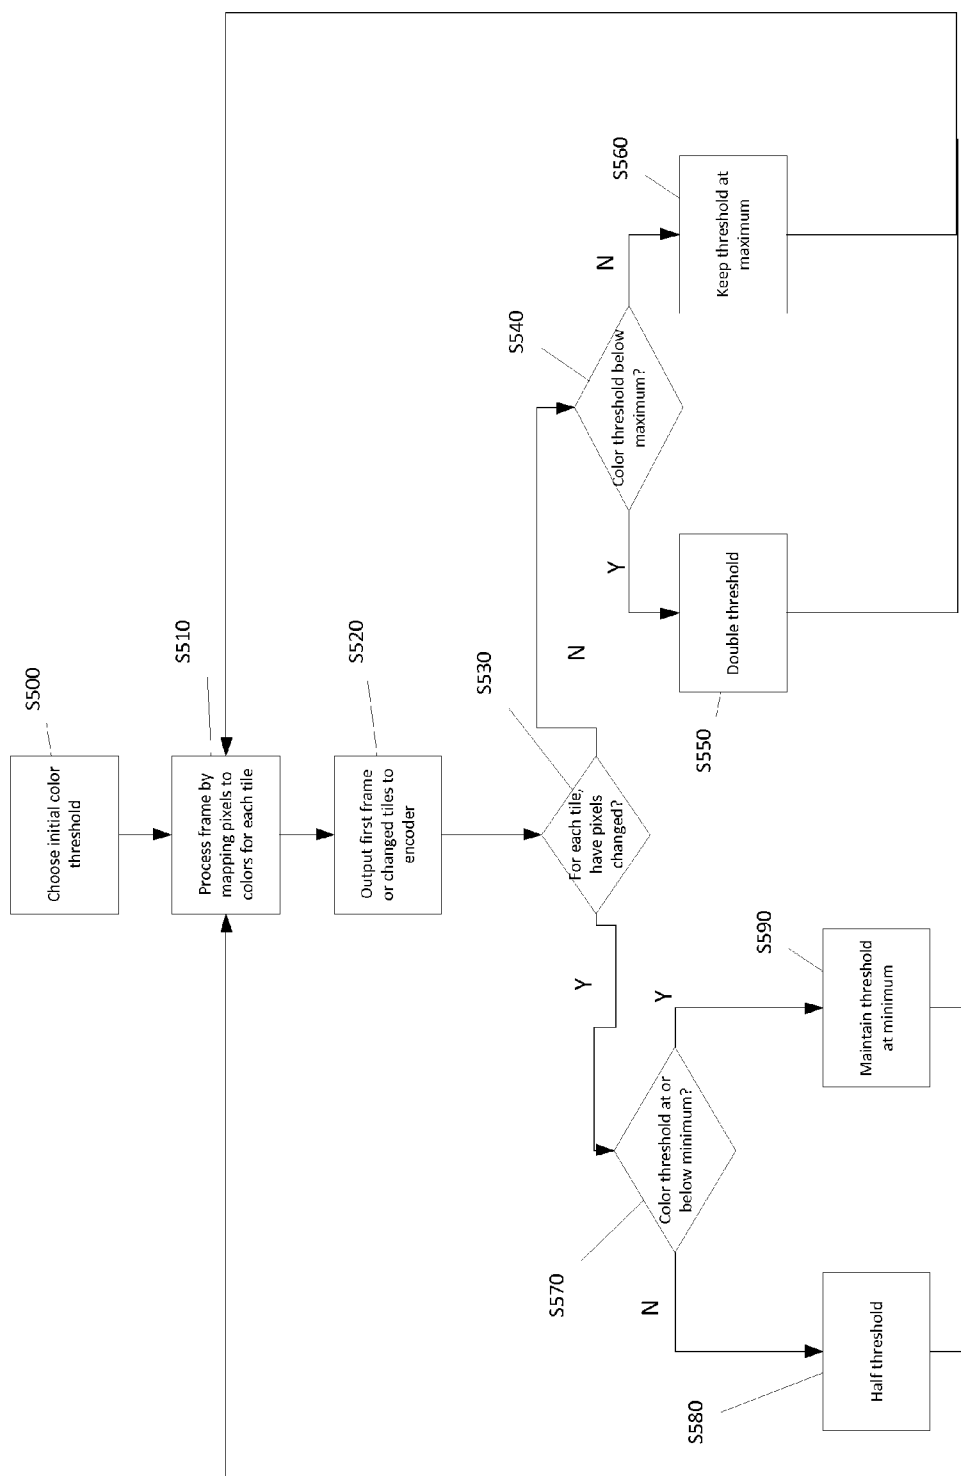 S500
Choose initial color
threshold
S510
Process frame by
mapping pixels to
colors for each tile
S520
Output first frame
or changed tiles to
encoder
S530
For each tile,
have pixels
changed?
Y
N
S570
Color threshold at or
below minimum?
N
Y
S580
Half threshold
S590
Maintain threshold
at minimum
S540
Color threshold below
maximum?
Y
N
S550
Double threshold
S560
Keep threshold at
maximum